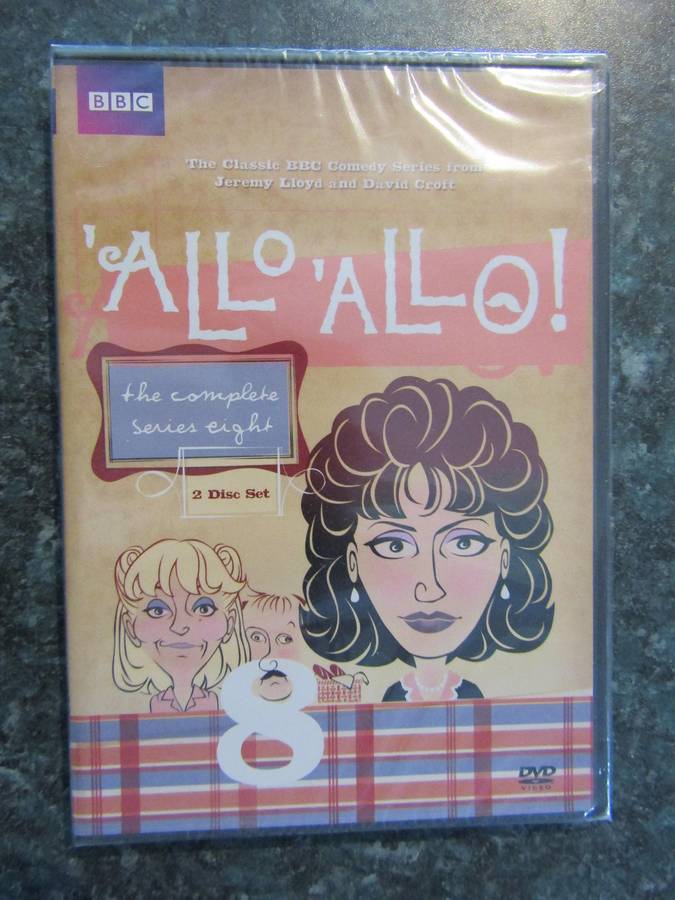 BBC
The Classic BBC Comedy Series from
Jeremy Lloyd and David Croft
'ALLO 'ALLO!
the complete
series eight
2 Disc Set
8
DVD
VIDEO